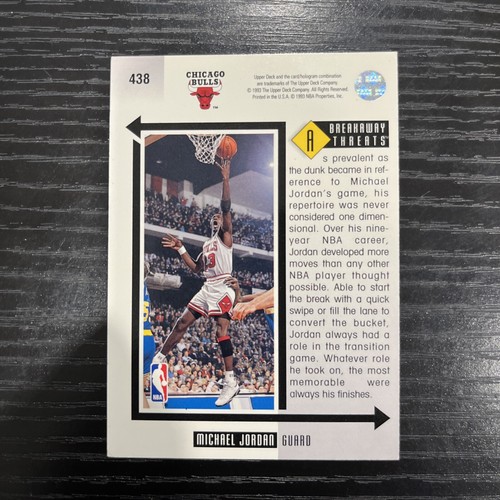 438
CHICAGO
BULLS
TM
Upper Deck and the card/hologram combination
are trademarks of The Upper Deck Company.
© 1993 The Upper Deck Company. All Rights Reserved.
Printed in the U.S.A. © 1993 NBA Properties, Inc.
BREAKAWAY
THREATS
A
s prevalent as
the dunk became in
reference to Michael
Jordan's game, his
repertoire was never
considered one dimen-
sional. Over his nine-
year NBA career,
Jordan developed more
moves than any other
NBA player thought
possible. Able to start
the break with a quick
swipe or fill the lane to
convert the bucket,
Jordan always had a
role in the transition
game. Whatever role
he took on, the most
memorable were
always his finishes.
NBA
MICHAEL JORDAN GUARD